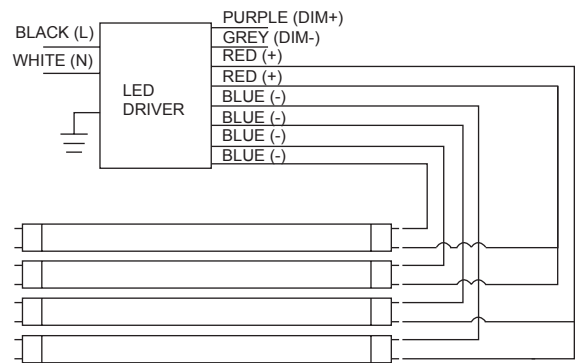 PURPLE (DIM+)
BLACK (L)
GREY (DIM-)
RED (+)
WHITE (N)
RED (+)
LED
DRIVER
BLUE (-)
BLUE (-)
BLUE (-)
BLUE (-)